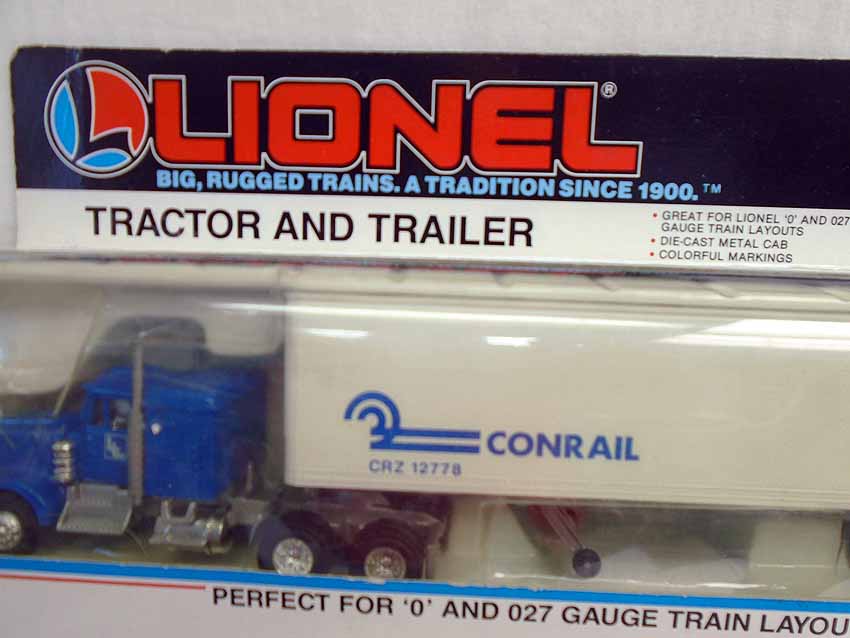 LIONEL®
BIG, RUGGED TRAINS. A TRADITION SINCE 1900.™
TRACTOR AND TRAILER
• GREAT FOR LIONEL '0' AND 027
GAUGE TRAIN LAYOUTS
• DIE-CAST METAL CAB
• COLORFUL MARKINGS
CONRAIL
CRZ 12778
PERFECT FOR '0' AND 027 GAUGE TRAIN LAYOU